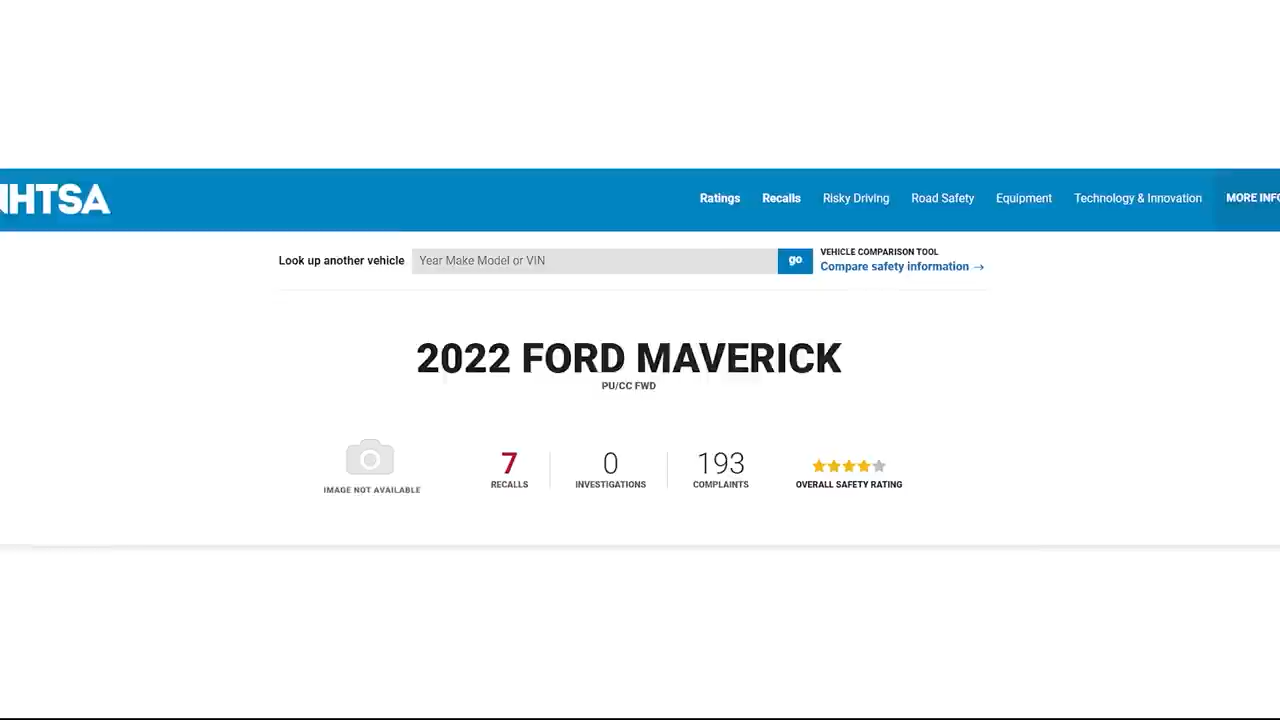 NHTSA
Ratings Recalls Risky Driving Road Safety Equipment Technology & Innovation MORE INFO
Look up another vehicle Year Make Model or VIN go
VEHICLE COMPARISON TOOL
Compare safety information →
2022 FORD MAVERICK
PU/CC FWD
IMAGE NOT AVAILABLE
7 RECALLS
0 INVESTIGATIONS
193 COMPLAINTS
OVERALL SAFETY RATING